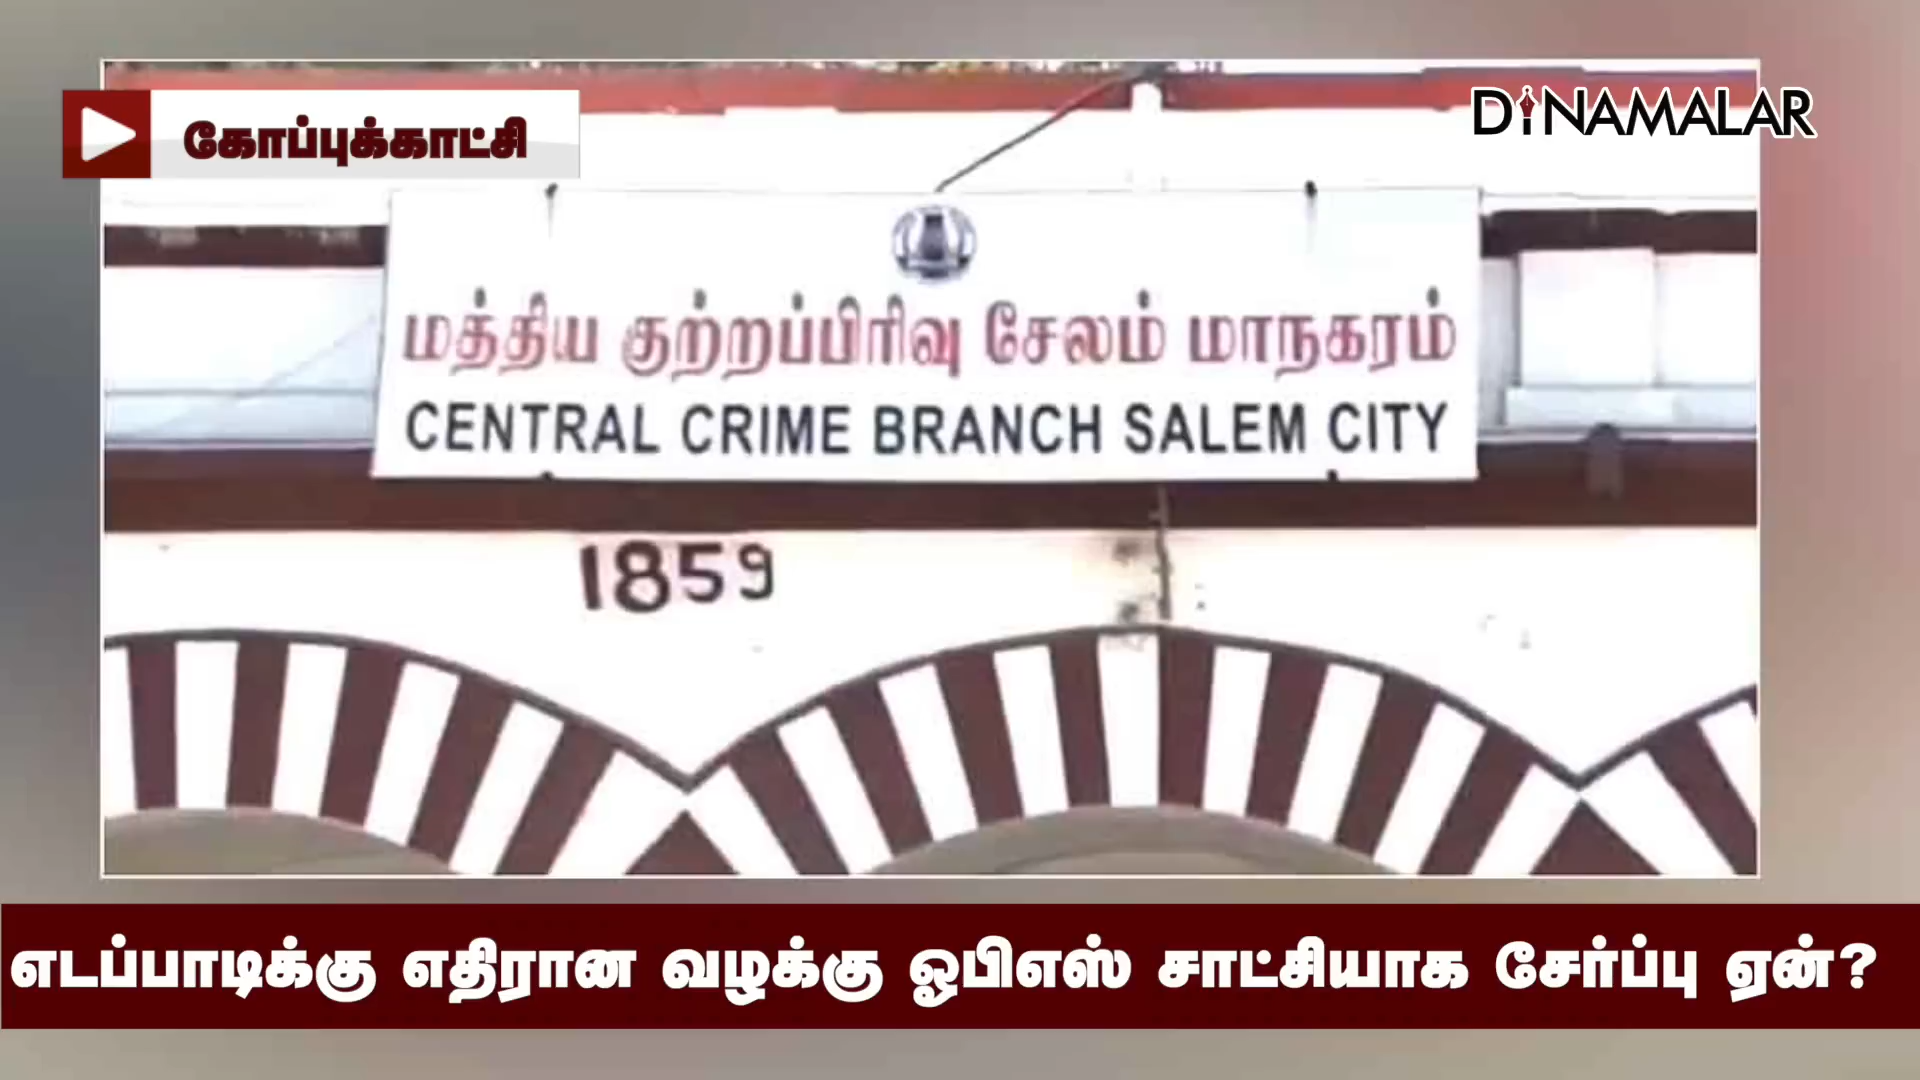 கோப்புக்காட்சி
DINAMALAR
மத்திய குற்றப்பிரிவு சேலம் மாநகரம்
CENTRAL CRIME BRANCH SALEM CITY
1859
எடப்பாடிக்கு எதிரான வழக்கு ஓபிஎஸ் சாட்சியாக சேர்ப்பு ஏன்?